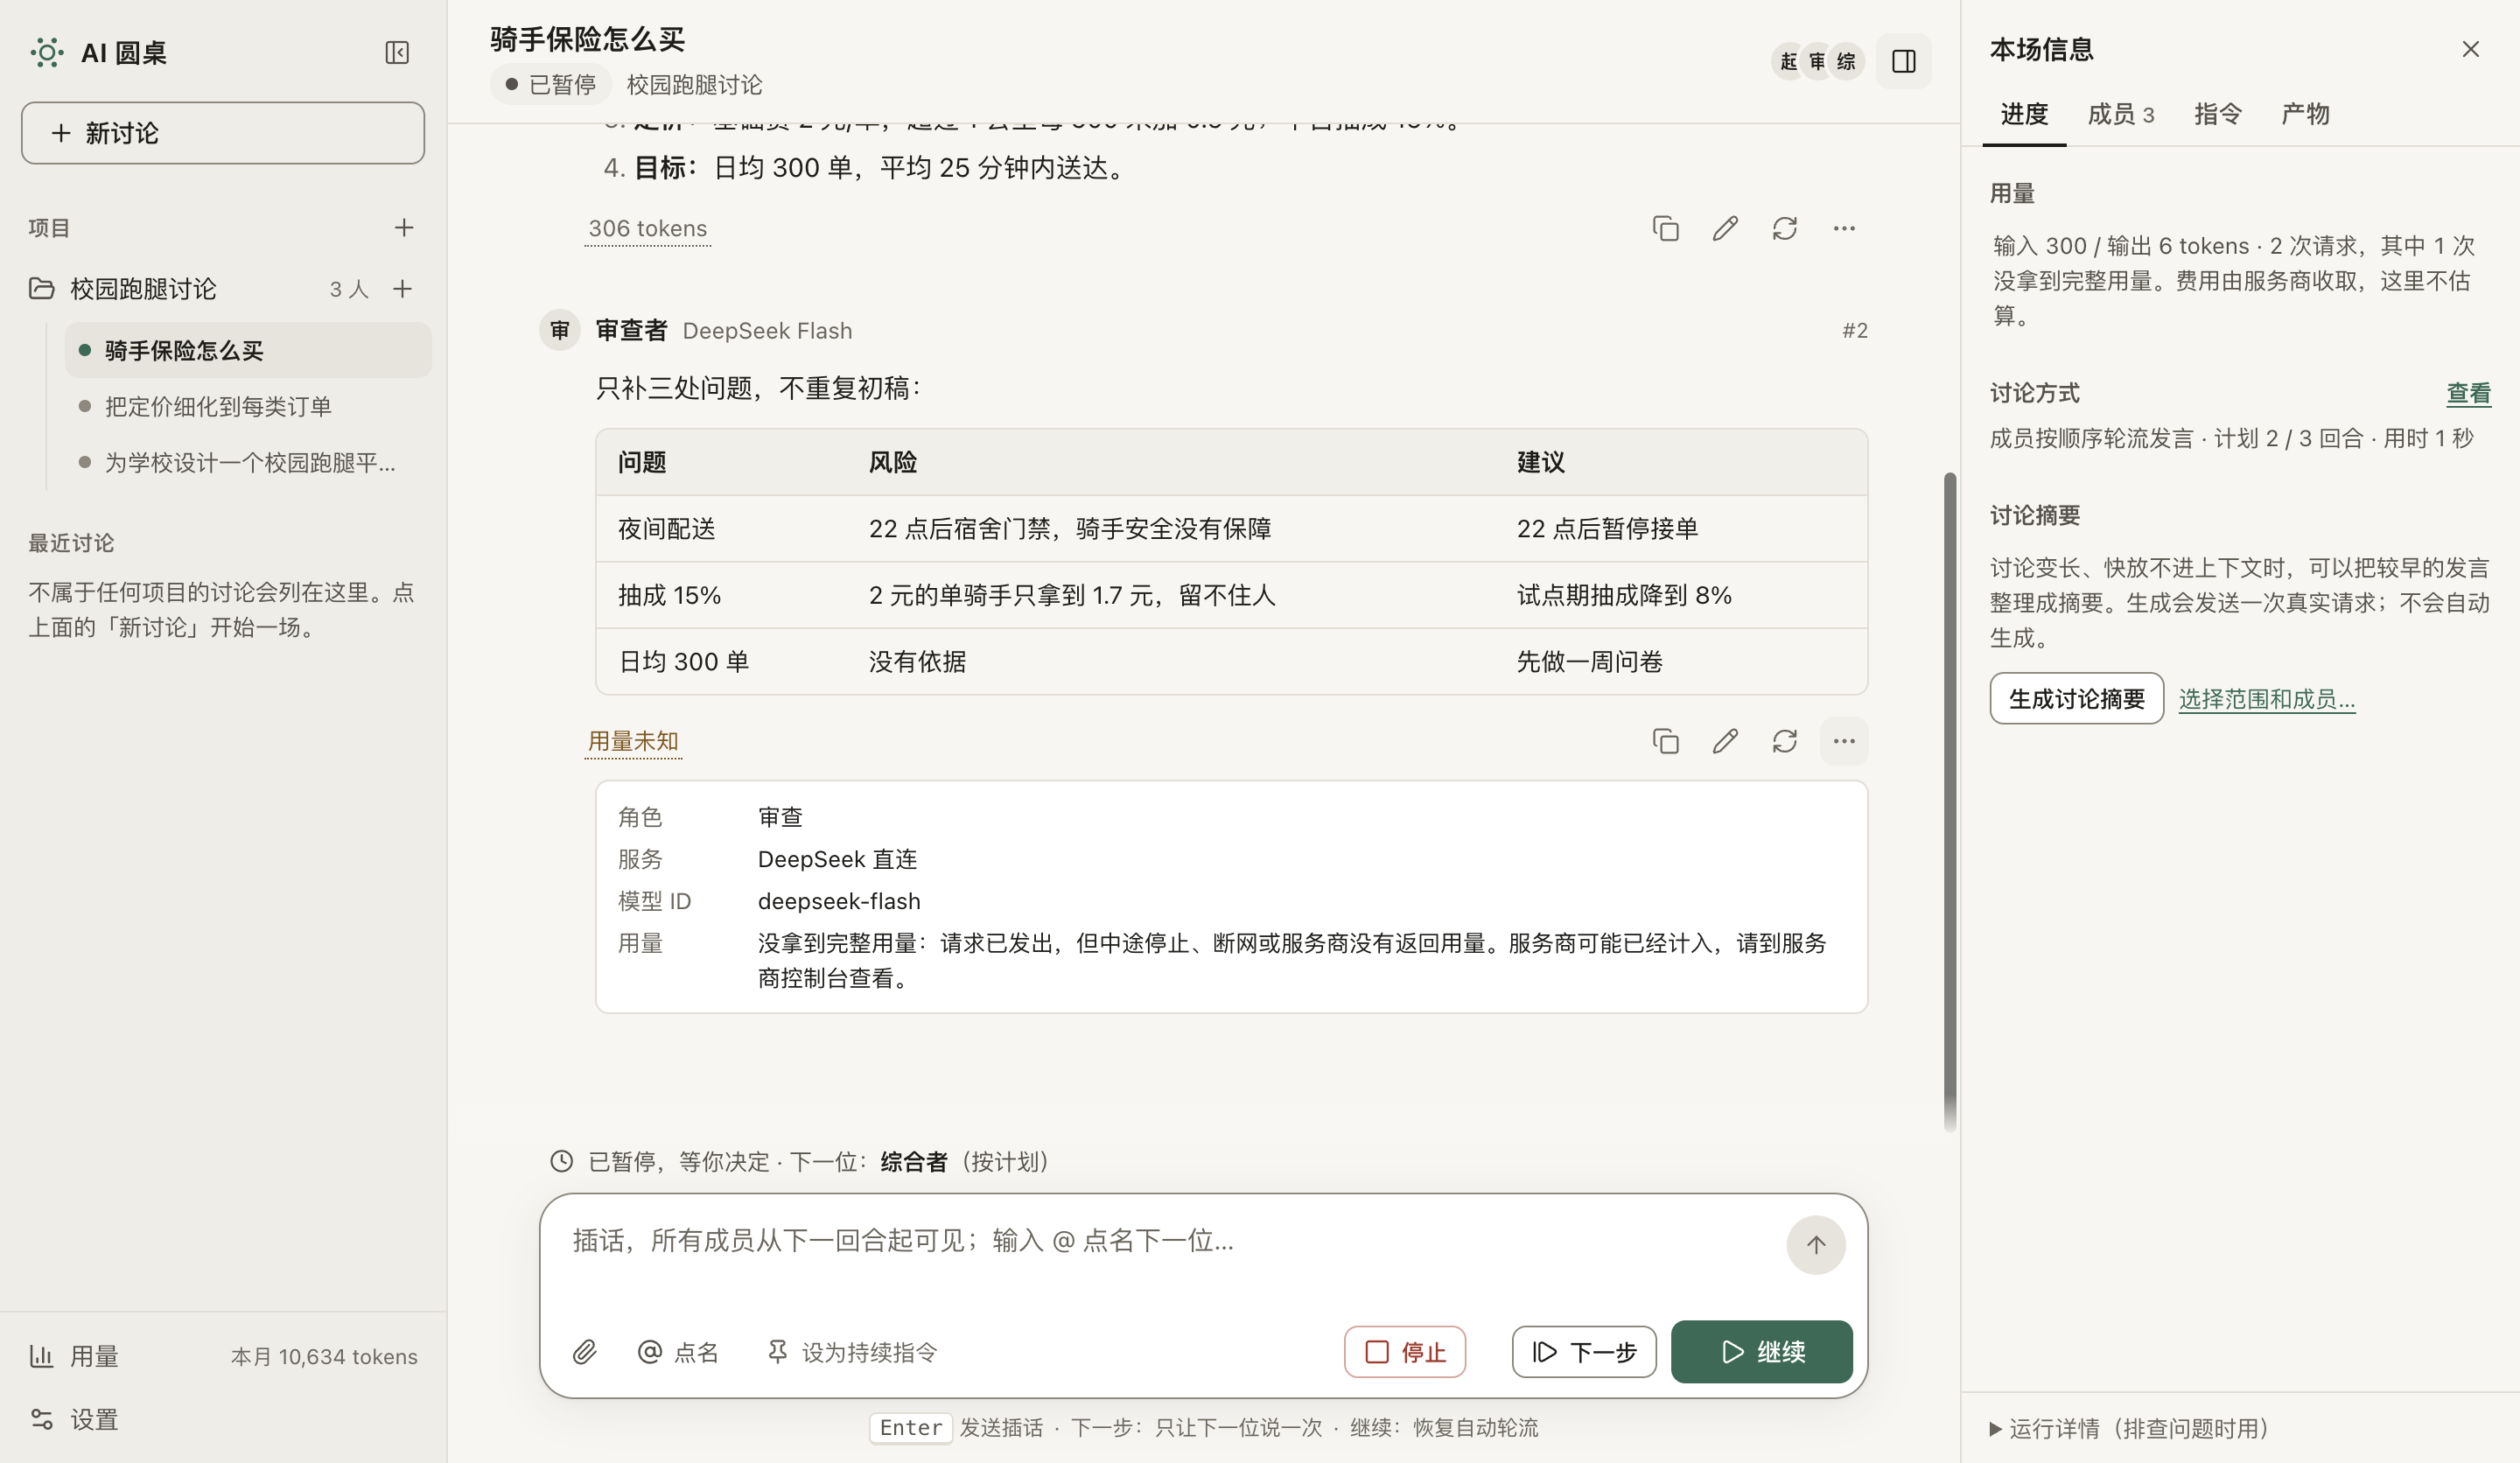 AI 圆桌
新讨论
项目
校园跑腿讨论 3 人
骑手保险怎么买
把定价细化到每类订单
为学校设计一个校园跑腿平...
最近讨论
不属于任何项目的讨论会列在这里。点
上面的「新讨论」开始一场。
用量 本月 10,634 tokens
设置
骑手保险怎么买
已暂停 校园跑腿讨论
起 审 综
4. 目标：日均 300 单，平均 25 分钟内送达。
306 tokens
审 审查者 DeepSeek Flash #2
只补三处问题，不重复初稿：
问题 风险 建议
夜间配送 22 点后宿舍门禁，骑手安全没有保障 22 点后暂停接单
抽成 15% 2 元的单骑手只拿到 1.7 元，留不住人 试点期抽成降到 8%
日均 300 单 没有依据 先做一周问卷
用量未知
角色 审查
服务 DeepSeek 直连
模型 ID deepseek-flash
用量 没拿到完整用量：请求已发出，但中途停止、断网或服务商没有返回用量。服务商可能已经计入，请到服务
商控制台查看。
已暂停，等你决定 · 下一位：综合者（按计划）
插话，所有成员从下一回合起可见；输入 @ 点名下一位...
@ 点名 设为持续指令 停止 下一步 继续
Enter 发送插话 · 下一步：只让下一位说一次 · 继续：恢复自动轮流
本场信息
进度 成员 3 指令 产物
用量
输入 300 / 输出 6 tokens · 2 次请求，其中 1 次
没拿到完整用量。费用由服务商收取，这里不估
算。
讨论方式 查看
成员按顺序轮流发言 · 计划 2 / 3 回合 · 用时 1 秒
讨论摘要
讨论变长、快放不进上下文时，可以把较早的发言
整理成摘要。生成会发送一次真实请求；不会自动
生成。
生成讨论摘要 选择范围和成员...
运行详情（排查问题时用）